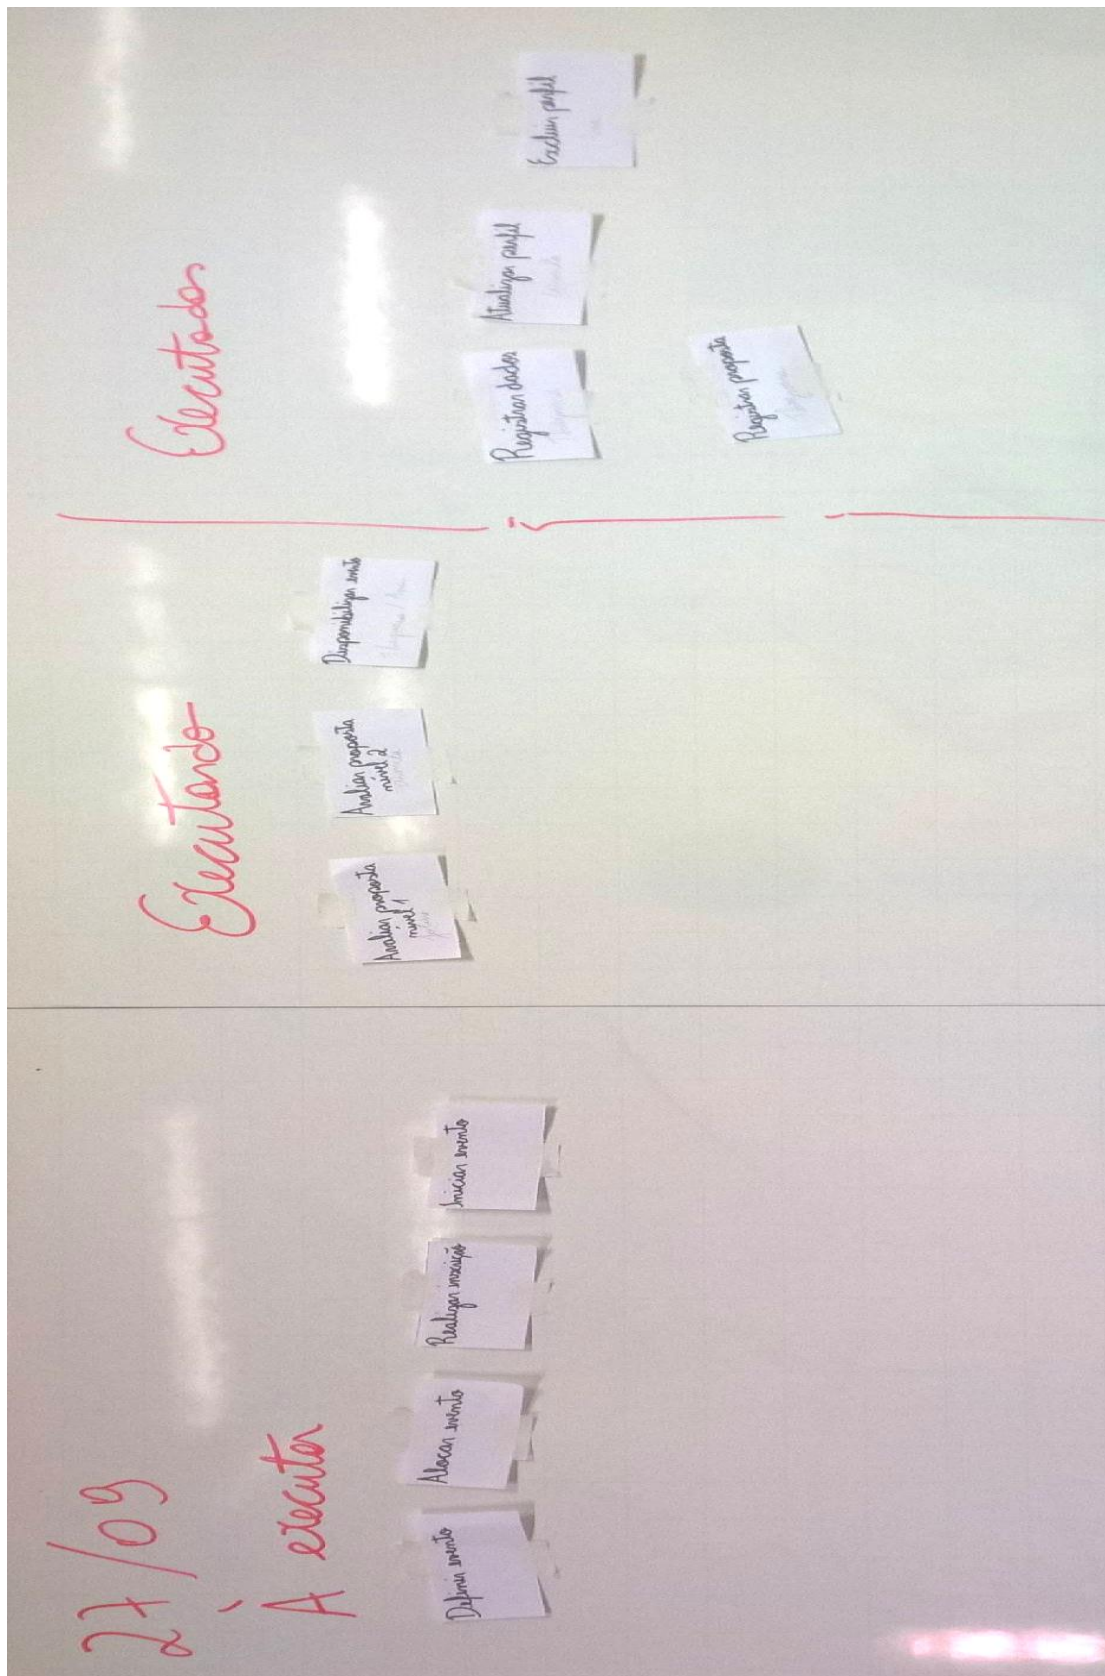 27/09
À executar
Definir evento
Alocar evento
Realizar inscrição
Iniciar evento
Executando
Avaliar proposta
nível 1
Avaliar proposta
nível 2
Disponibilizar evento
Executados
Registrar dados
Atualizar perfil
Excluir perfil
Registrar proposta